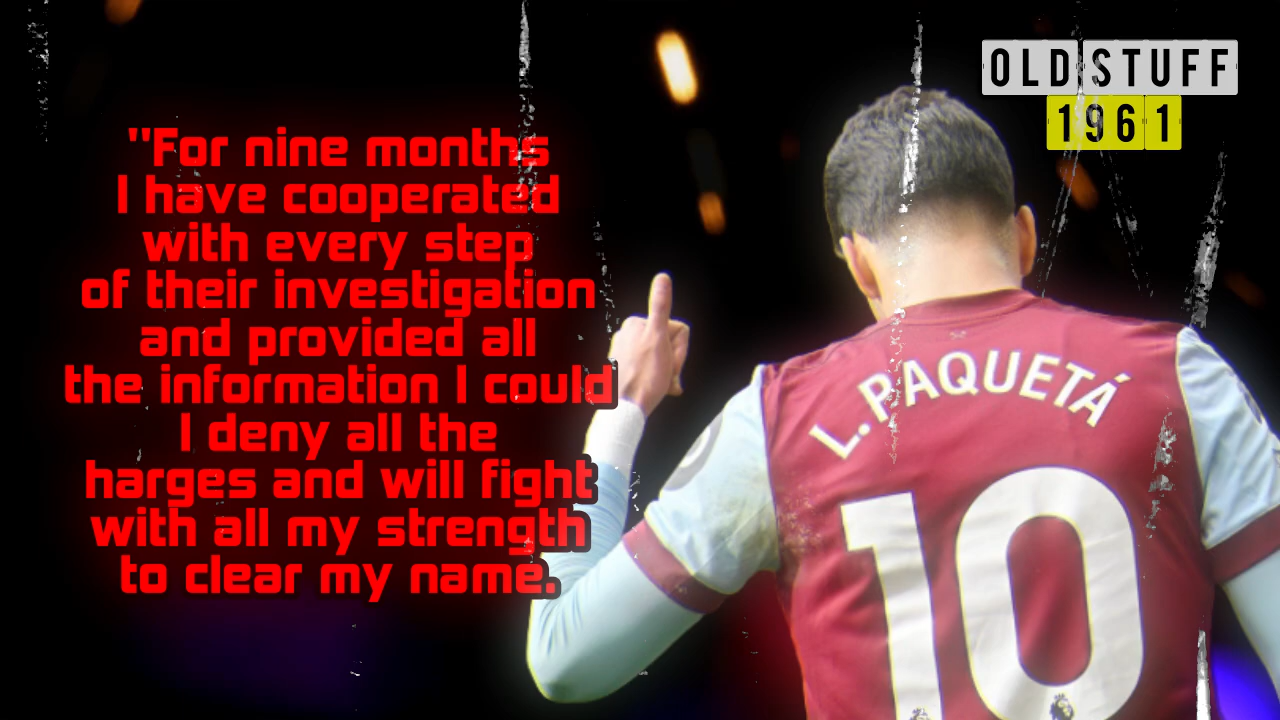 "For nine months
I have cooperated
with every step
of their investigation
and provided all
the information I could
I deny all the
harges and will fight
with all my strength
to clear my name.
OLD STUFF
1961
L.PAQUETÁ
10